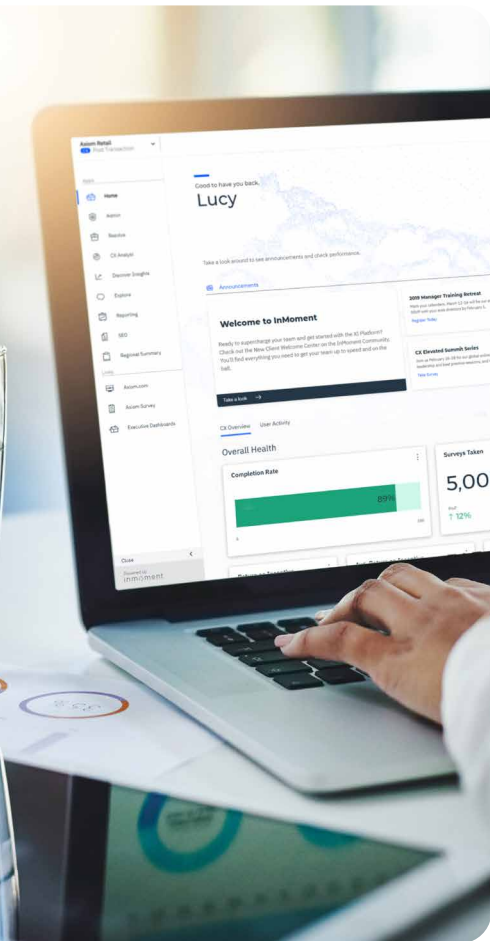 Axiom Retail
Post Transaction
Apps
Home
Admin
Reactive
CX Analyst
Discover Insights
Explore
Reporting
SEO
Regional Summary
Axiom.com
Axiom Survey
Executive Dashboards
Close
Powered by
inmoment
Good to have you back,
Lucy
Take a look around to see announcements and check performance.
Announcements
Welcome to InMoment
Ready to supercharge your team and get started with the XI Platform?
Check out the New Client Welcome Center on the InMoment Community.
You'll find everything you need to get your team up to speed and on the
ball.
Take a look →
2019 Manager Training Retreat
Register Today
CX Elevated Summit Series
Take Survey
CX Overview User Activity
Overall Health
Completion Rate
89%
Surveys Taken
5,00
↑ 12%